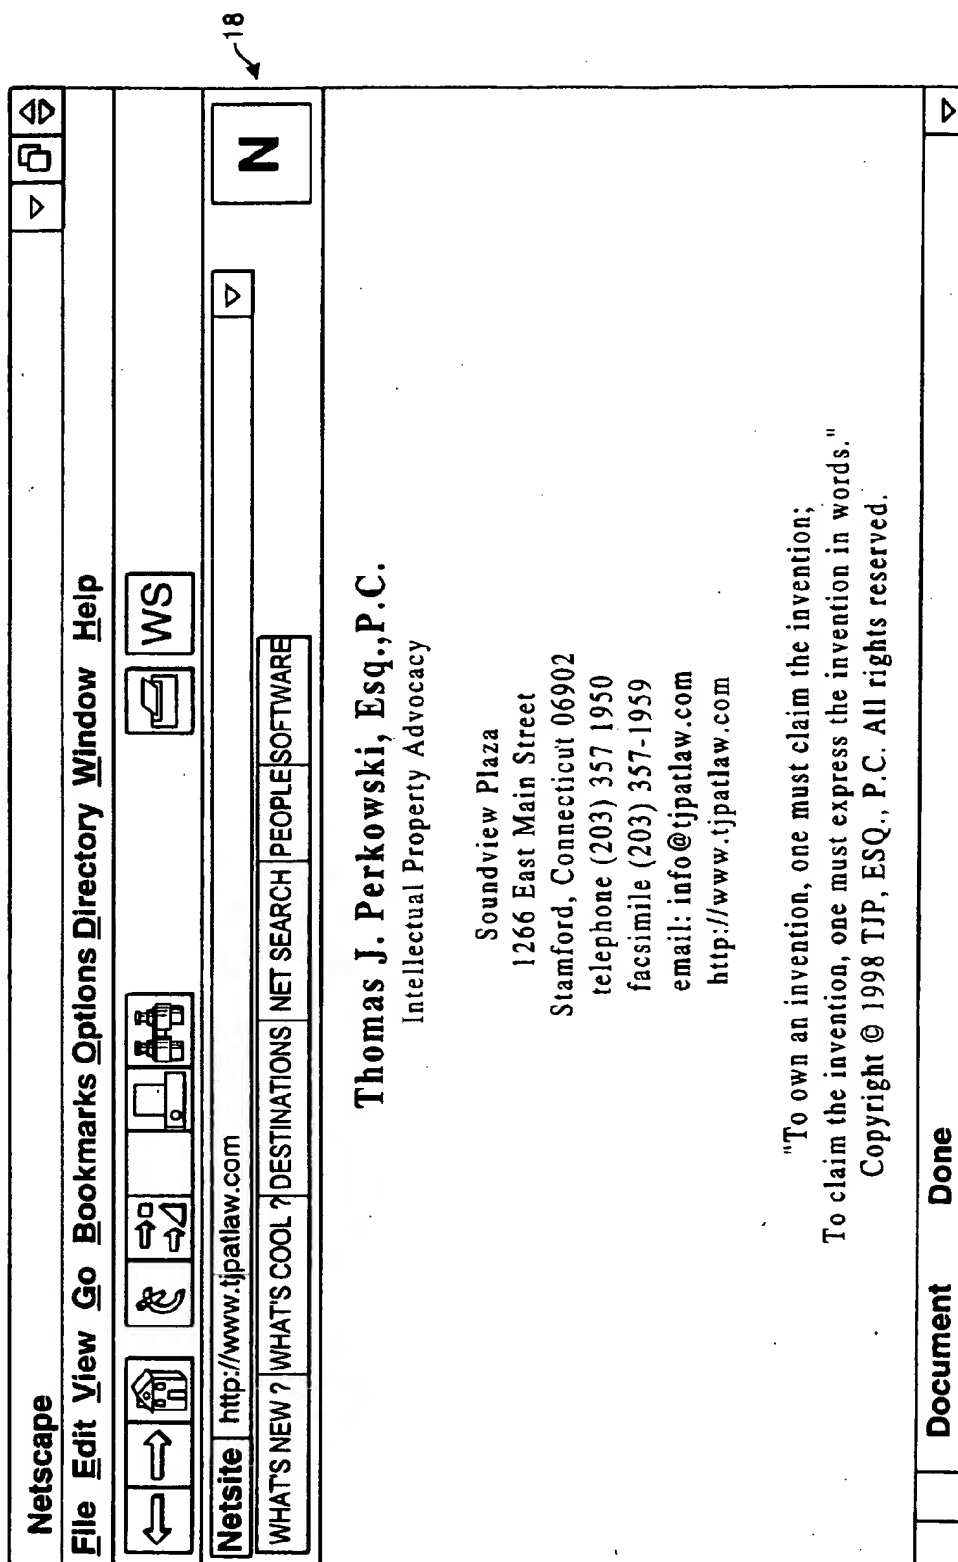 18
Netscape
File Edit View Go Bookmarks Options Directory Window Help
WS
Netsite http://www.tjpatlaw.com
N
WHAT'S NEW ? WHAT'S COOL ? DESTINATIONS NET SEARCH PEOPLE SOFTWARE
Thomas J. Perkowski, Esq.,P.C.
Intellectual Property Advocacy
Soundview Plaza
1266 East Main Street
Stamford, Connecticut 06902
telephone (203) 357 1950
facsimile (203) 357-1959
email: info@tjpatlaw.com
http://www.tjpatlaw.com
"To own an invention, one must claim the invention;
To claim the invention, one must express the invention in words."
Copyright © 1998 TJP, ESQ., P.C. All rights reserved.
Document Done